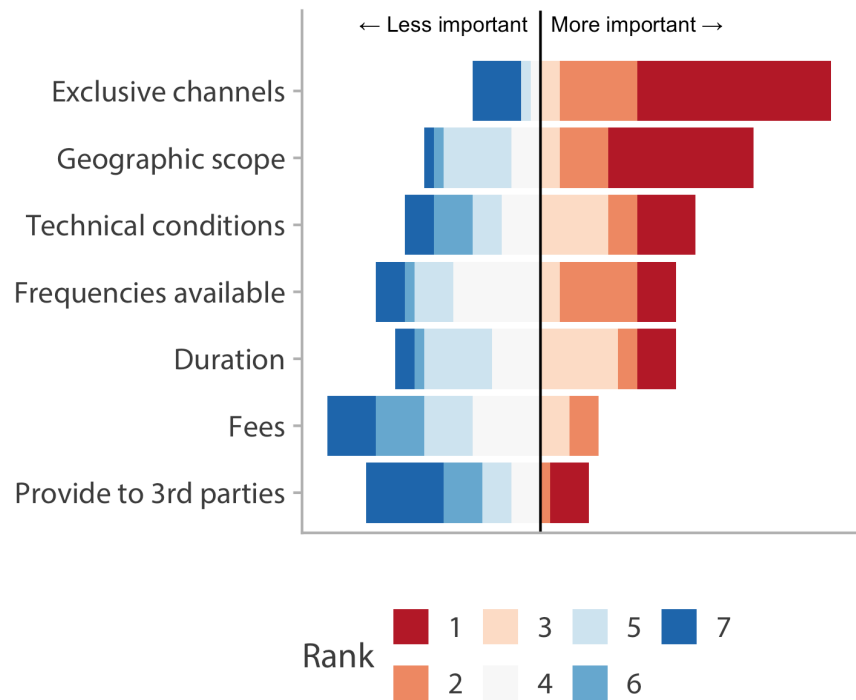 ← Less important
More important →
Exclusive channels
Geographic scope
Technical conditions
Frequencies available
Duration
Fees
Provide to 3rd parties
Rank
1 3 5 7
2 4 6